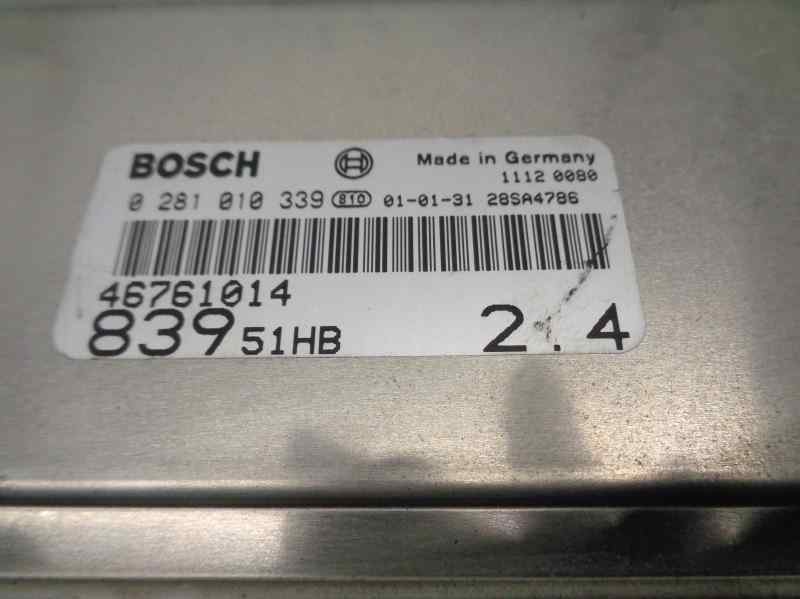 BOSCH Made in Germany
1112 0080
0 281 010 339 810 01-01-31 28SA4786
46761014
839 51HB 2.4